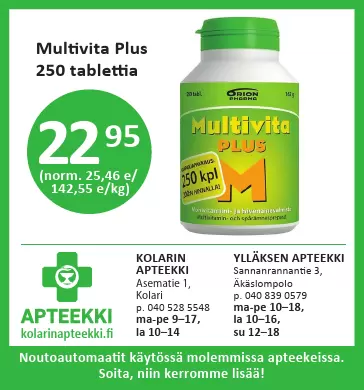 Multivita Plus
250 tablettia
22 95
(norm. 25,46 e/
142,55 e/kg)
250 tabl.
ORION
PHARMA
Multivita
PLUS
250 kpl
M
APTEEKKI
kolarinapteekki.fi
KOLARIN
APTEEKKI
Asematie 1,
Kolari
p. 040 528 5548
ma-pe 9–17,
la 10–14
YLLÄKSEN APTEEKKI
Sannanrannantie 3,
Äkäslompolo
p. 040 839 0579
ma-pe 10–18,
la 10–16,
su 12–18
Noutoautomaatit käytössä molemmissa apteekeissa.
Soita, niin kerromme lisää!